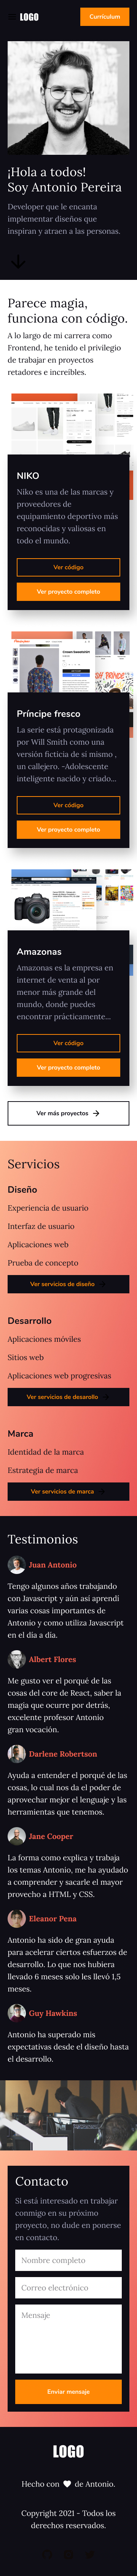 LOGO
Currículum
¡Hola a todos!
Soy Antonio Pereira
Developer que le encanta
implementar diseños que
inspiran y atraen a las personas.
Parece magia,
funciona con código.
A lo largo de mi carrera como
Frontend, he tenido el privilegio
de trabajar en proyectos
retadores e increíbles.
NIKO
Niko es una de las marcas y
proveedores de
equipamiento deportivo más
reconocidas y valiosas en
todo el mundo.
Ver código
Ver proyecto completo
Príncipe fresco
La serie está protagonizada
por Will Smith como una
versión ficticia de sí mismo ,
un callejero. -Adolescente
inteligente nacido y criado...
Ver código
Ver proyecto completo
Amazonas
Amazonas es la empresa en
internet de venta al por
menor más grande del
mundo, donde puedes
encontrar prácticamente...
Ver código
Ver proyecto completo
Ver más proyectos
Servicios
Diseño
Experiencia de usuario
Interfaz de usuario
Aplicaciones web
Prueba de concepto
Ver servicios de diseño
Desarrollo
Aplicaciones móviles
Sitios web
Aplicaciones web progresivas
Ver servicios de desarollo
Marca
Identidad de la marca
Estrategia de marca
Ver servicios de marca
Testimonios
Juan Antonio
Tengo algunos años trabajando
con Javascript y aún así aprendí
varias cosas importantes de
Antonio y como utiliza Javascript
en el día a día.
Albert Flores
Me gusto ver el porqué de las
cosas del core de React, saber la
magia que ocurre por detrás,
excelente profesor Antonio
gran vocación.
Darlene Robertson
Ayuda a entender el porqué de las
cosas, lo cual nos da el poder de
aprovechar mejor el lenguaje y las
herramientas que tenemos.
Jane Cooper
La forma como explica y trabaja
los temas Antonio, me ha ayudado
a comprender y sacarle el mayor
provecho a HTML y CSS.
Eleanor Pena
Antonio ha sido de gran ayuda
para acelerar ciertos esfuerzos de
desarrollo. Lo que nos hubiera
llevado 6 meses solo les llevó 1,5
meses.
Guy Hawkins
Antonio ha superado mis
expectativas desde el diseño hasta
el desarrollo.
Contacto
Si está interesado en trabajar
conmigo en su próximo
proyecto, no dude en ponerse
en contacto.
Nombre completo
Correo electrónico
Mensaje
Enviar mensaje
LOGO
Hecho con de Antonio.
Copyright 2021 - Todos los
derechos reservados.